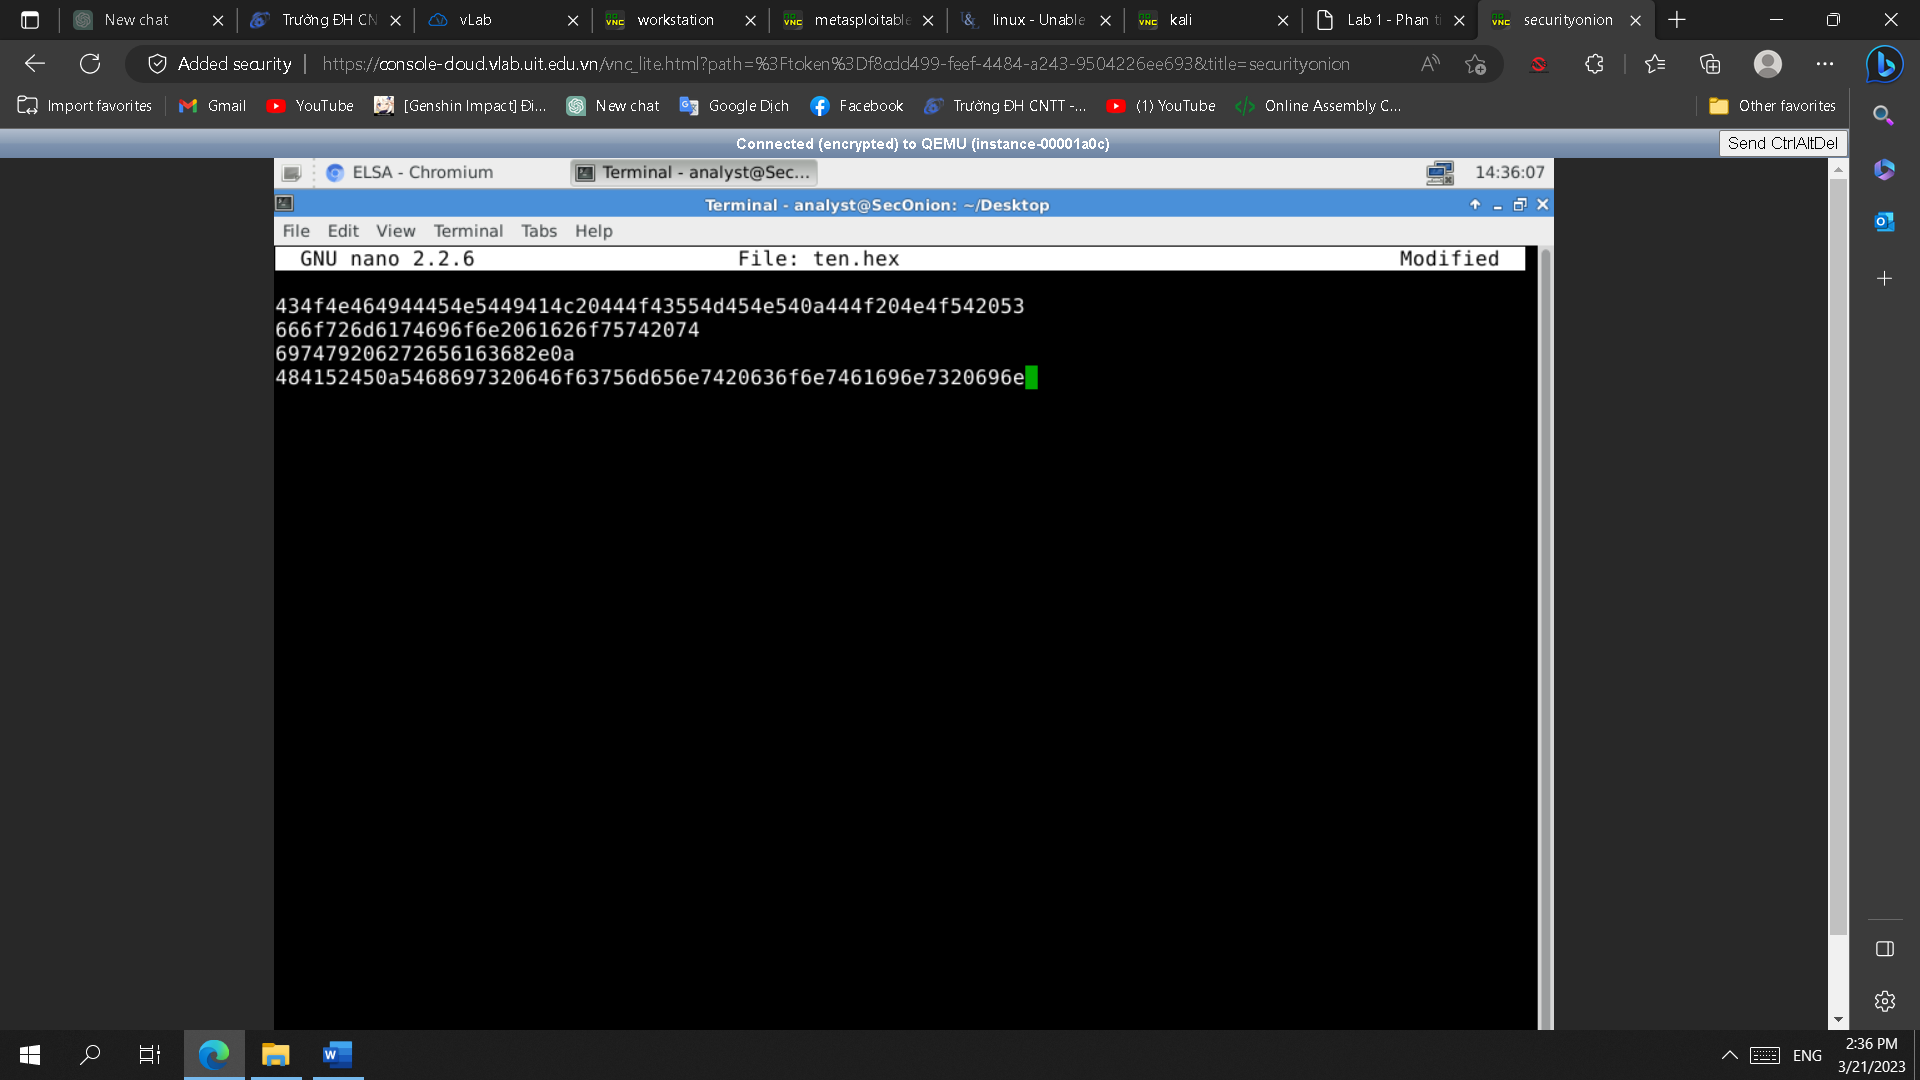 New chat
Trường ĐH CN
vLab
workstation
metasploitable
linux - Unable
kali
Lab 1 - Phan ti
securityonion
Added security
https://console-cloud.vlab.uit.edu.vn/vnc_lite.html?path=%3Ftoken%3Df8cdd499-feef-4484-a243-9504226ee693&title=securityonion
Import favorites
Gmail
YouTube
[Genshin Impact] Đi...
New chat
Google Dịch
Facebook
Trường ĐH CNTT -...
(1) YouTube
Online Assembly C...
Other favorites
Connected (encrypted) to QEMU (instance-00001a0c)
Send CtrlAltDel
ELSA - Chromium
Terminal - analyst@Sec...
14:36:07
Terminal - analyst@SecOnion: ~/Desktop
File Edit View Terminal Tabs Help
GNU nano 2.2.6 File: ten.hex Modified
434f4e464944454e5449414c20444f43554d454e540a444f204e4f542053
666f726d6174696f6e2061626f75742074
697479206272656163682e0a
484152450a5468697320646f63756d656e7420636f6e7461696e7320696e
ENG
2:36 PM
3/21/2023